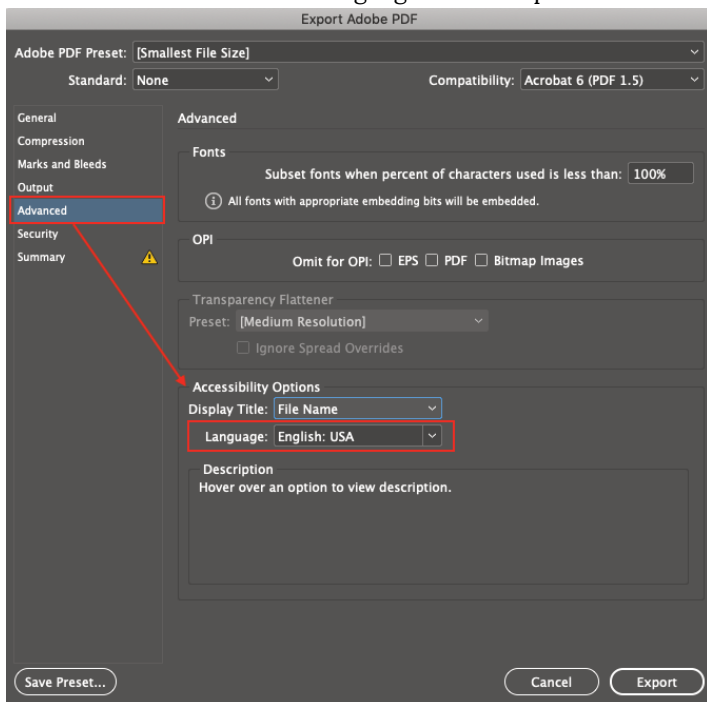 Export Adobe PDF
Adobe PDF Preset: [Smallest File Size]
Standard: None Compatibility: Acrobat 6 (PDF 1.5)
General
Compression
Marks and Bleeds
Output
Advanced
Security
Summary
Advanced
Fonts
Subset fonts when percent of characters used is less than: 100%
All fonts with appropriate embedding bits will be embedded.
OPI
Omit for OPI: EPS PDF Bitmap Images
Transparency Flattener
Preset: [Medium Resolution]
Ignore Spread Overrides
Accessibility Options
Display Title: File Name
Language: English: USA
Description
Hover over an option to view description.
Save Preset... Cancel Export